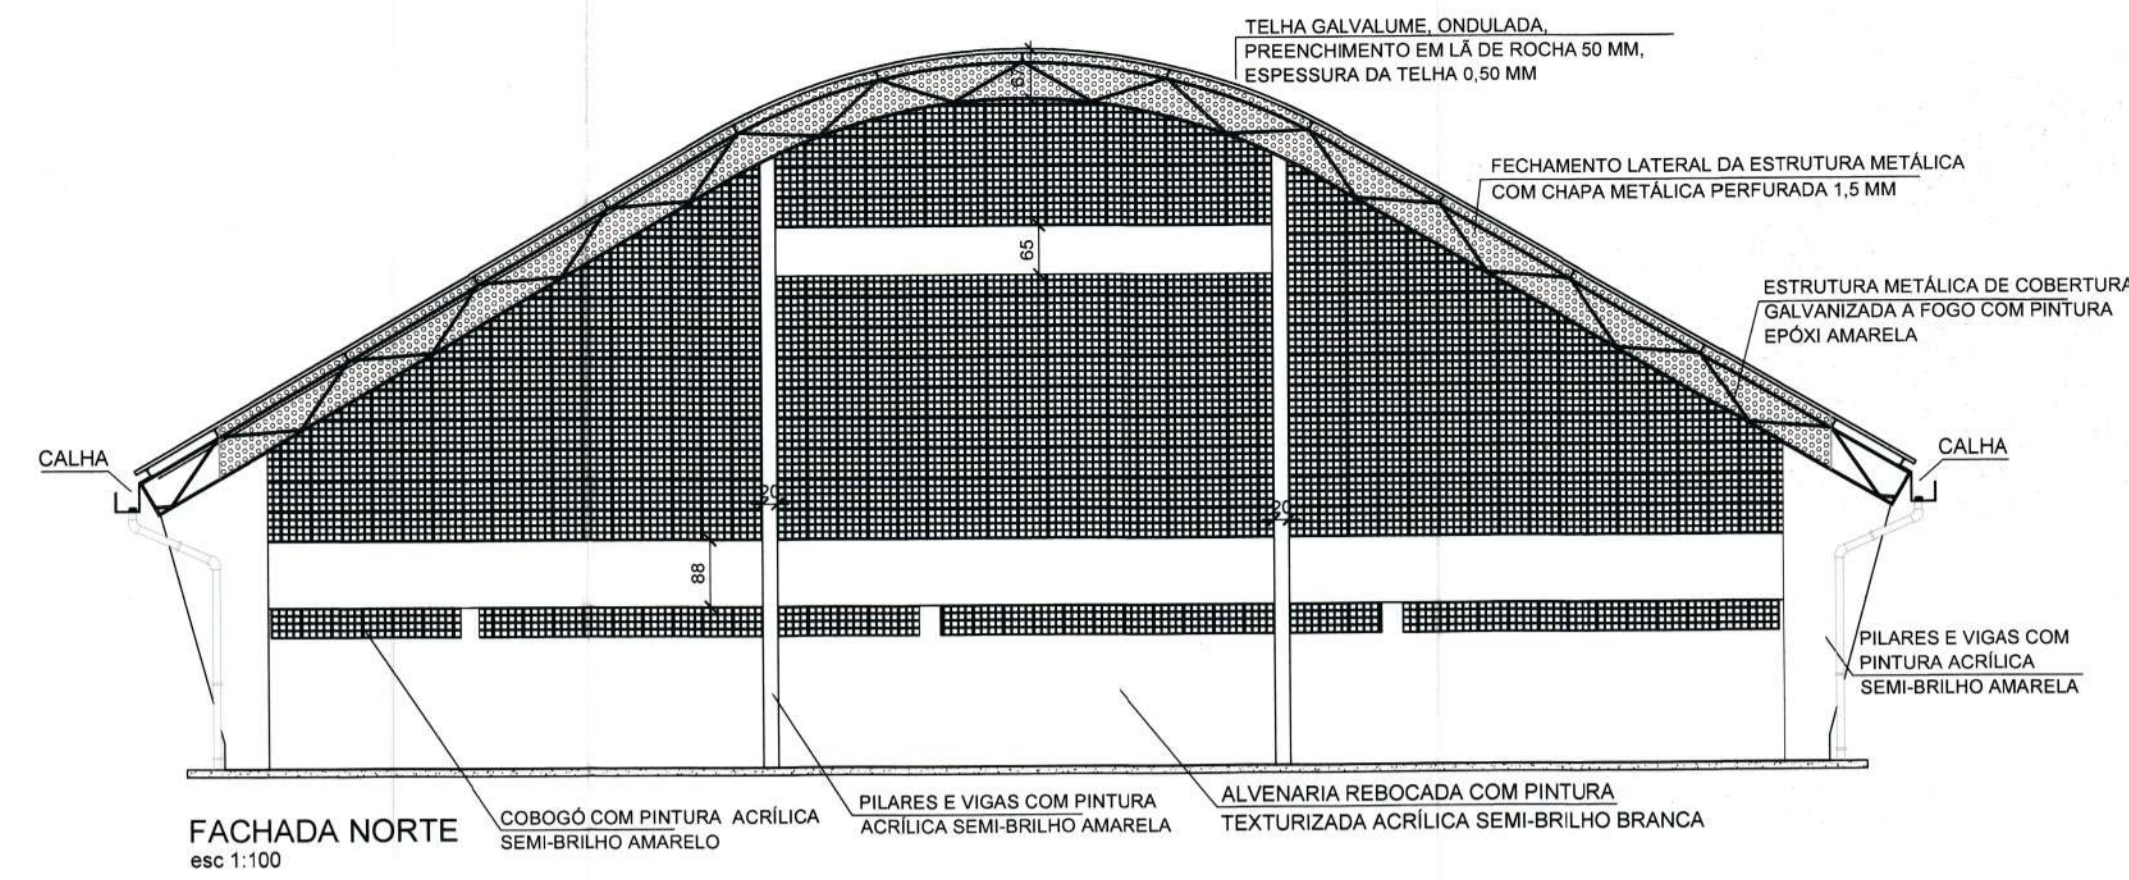 TELHA GALVALUME, ONDULADA,
PREENCHIMENTO EM LÃ DE ROCHA 50 MM,
ESPESSURA DA TELHA 0,50 MM
67
FECHAMENTO LATERAL DA ESTRUTURA METÁLICA
COM CHAPA METÁLICA PERFURADA 1,5 MM
65
ESTRUTURA METÁLICA DE COBERTURA
GALVANIZADA A FOGO COM PINTURA
EPÓXI AMARELA
CALHA
CALHA
20
20
88
PILARES E VIGAS COM
PINTURA ACRÍLICA
SEMI-BRILHO AMARELA
COBOGÓ COM PINTURA ACRÍLICA
SEMI-BRILHO AMARELO
PILARES E VIGAS COM PINTURA
ACRÍLICA SEMI-BRILHO AMARELA
ALVENARIA REBOCADA COM PINTURA
TEXTURIZADA ACRÍLICA SEMI-BRILHO BRANCA
FACHADA NORTE
esc 1:100